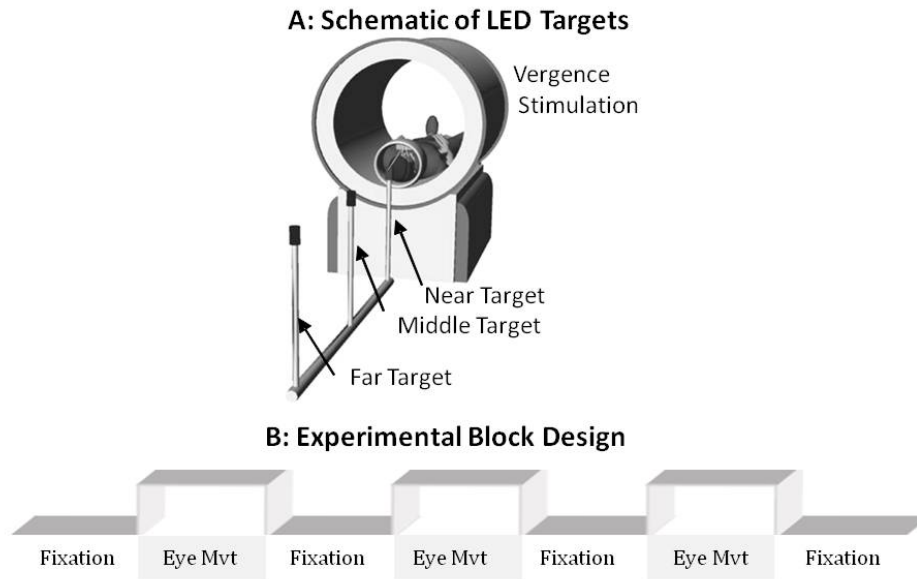 A: Schematic of LED Targets
Vergence
Stimulation
Near Target
Middle Target
Far Target
B: Experimental Block Design
Fixation Eye Mvt Fixation Eye Mvt Fixation Eye Mvt Fixation